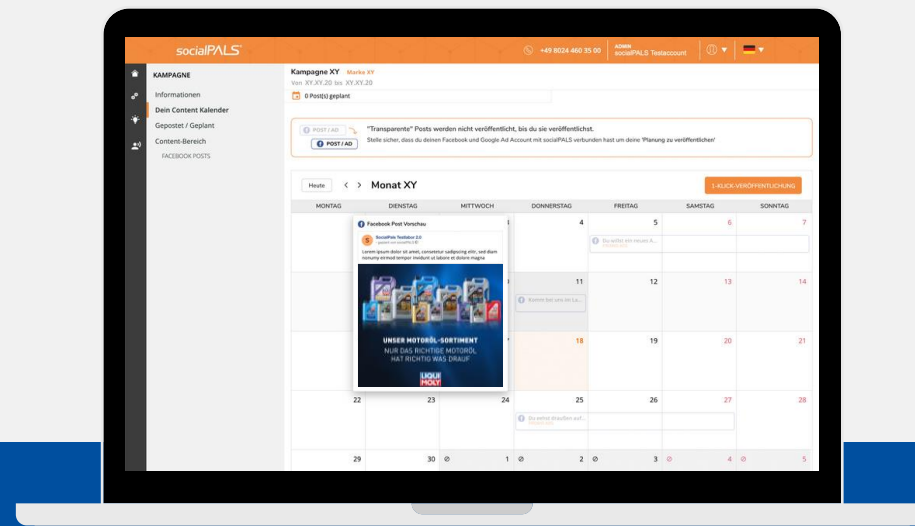 socialPALS
+49 8024 460 35 00
ADMIN
socialPALS Testaccount
KAMPAGNE
Informationen
Dein Content Kalender
Gepostet / Geplant
Content-Bereich
FACEBOOK POSTS
Kampagne XY Marke XY
Von XY.XY.20 bis XY.XY.20
0 Post(s) geplant
POST / AD
POST / AD
"Transparente" Posts werden nicht veröffentlicht, bis du sie veröffentlichst.
Stelle sicher, dass du deinen Facebook und Google Ad Account mit socialPALS verbunden hast um deine 'Planung zu veröffentlichen'
Heute < > Monat XY
1-KLICK-VERÖFFENTLICHUNG
MONTAG DIENSTAG MITTWOCH DONNERSTAG FREITAG SAMSTAG SONNTAG
4 5 6 7
Facebook Post Vorschau
SocialPals Testlabor 2.0
Lorem ipsum dolor sit amet, consetetur sadipscing elitr, sed diam
nonumy eirmod tempor invidunt ut labore et dolore magna
UNSER MOTORÖL-SORTIMENT
NUR DAS RICHTIGE MOTORÖL
HAT RICHTIG WAS DRAUF
LIQUI
MOLY
11 12 13 14
18 19 20 21
22 23 24 25 26 27 28
29 30 1 2 3 4 5